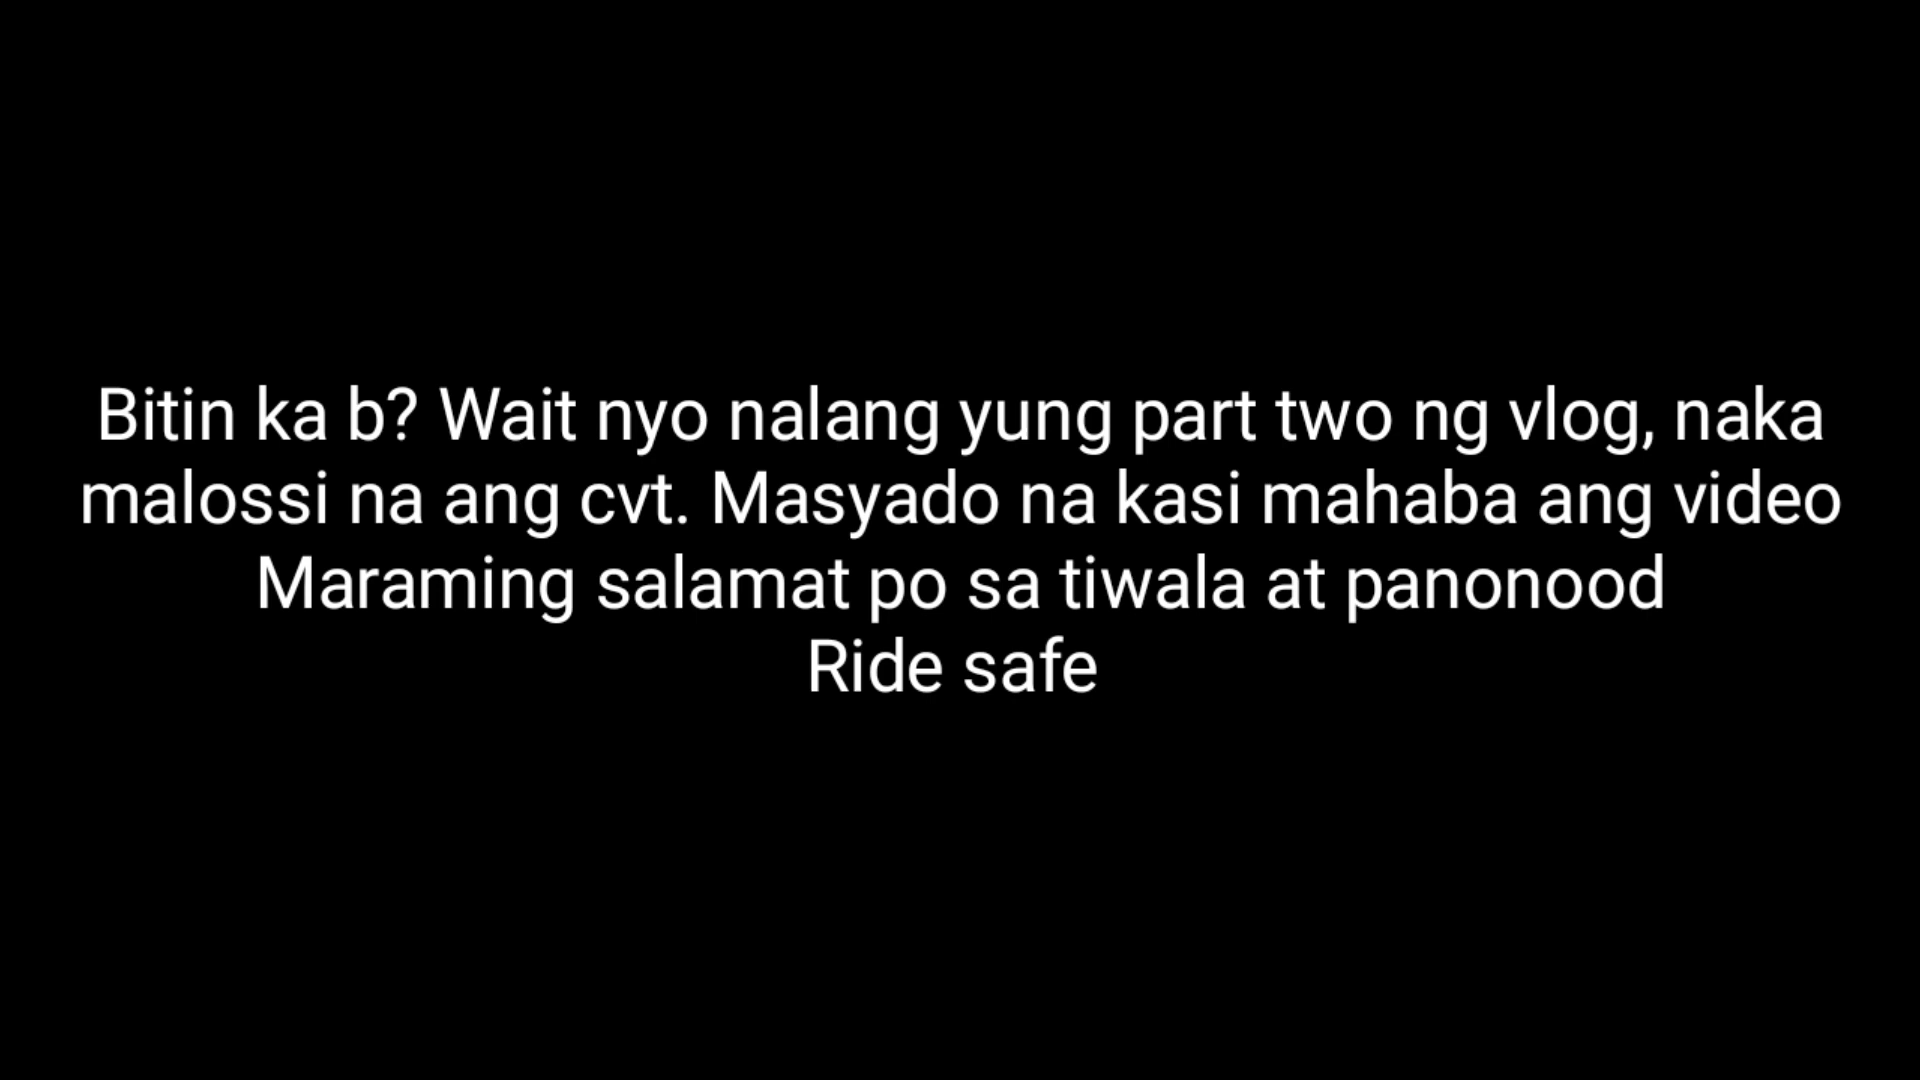 Bitin ka b? Wait nyo nalang yung part two ng vlog, naka
malossi na ang cvt. Masyado na kasi mahaba ang video
Maraming salamat po sa tiwala at panonood
Ride safe